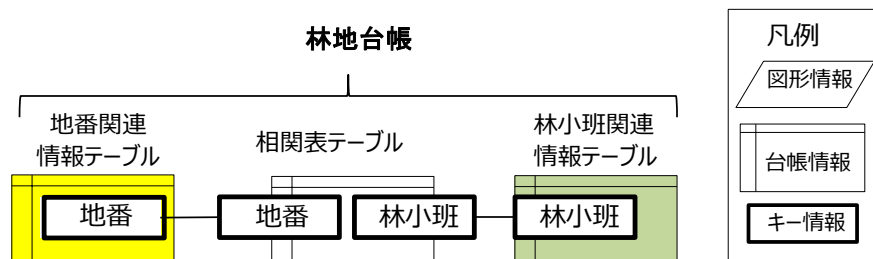 林地台帳
地番関連
情報テーブル
相関表テーブル
林小班関連
情報テーブル
地番
地番
林小班
林小班
凡例
図形情報
台帳情報
キー情報